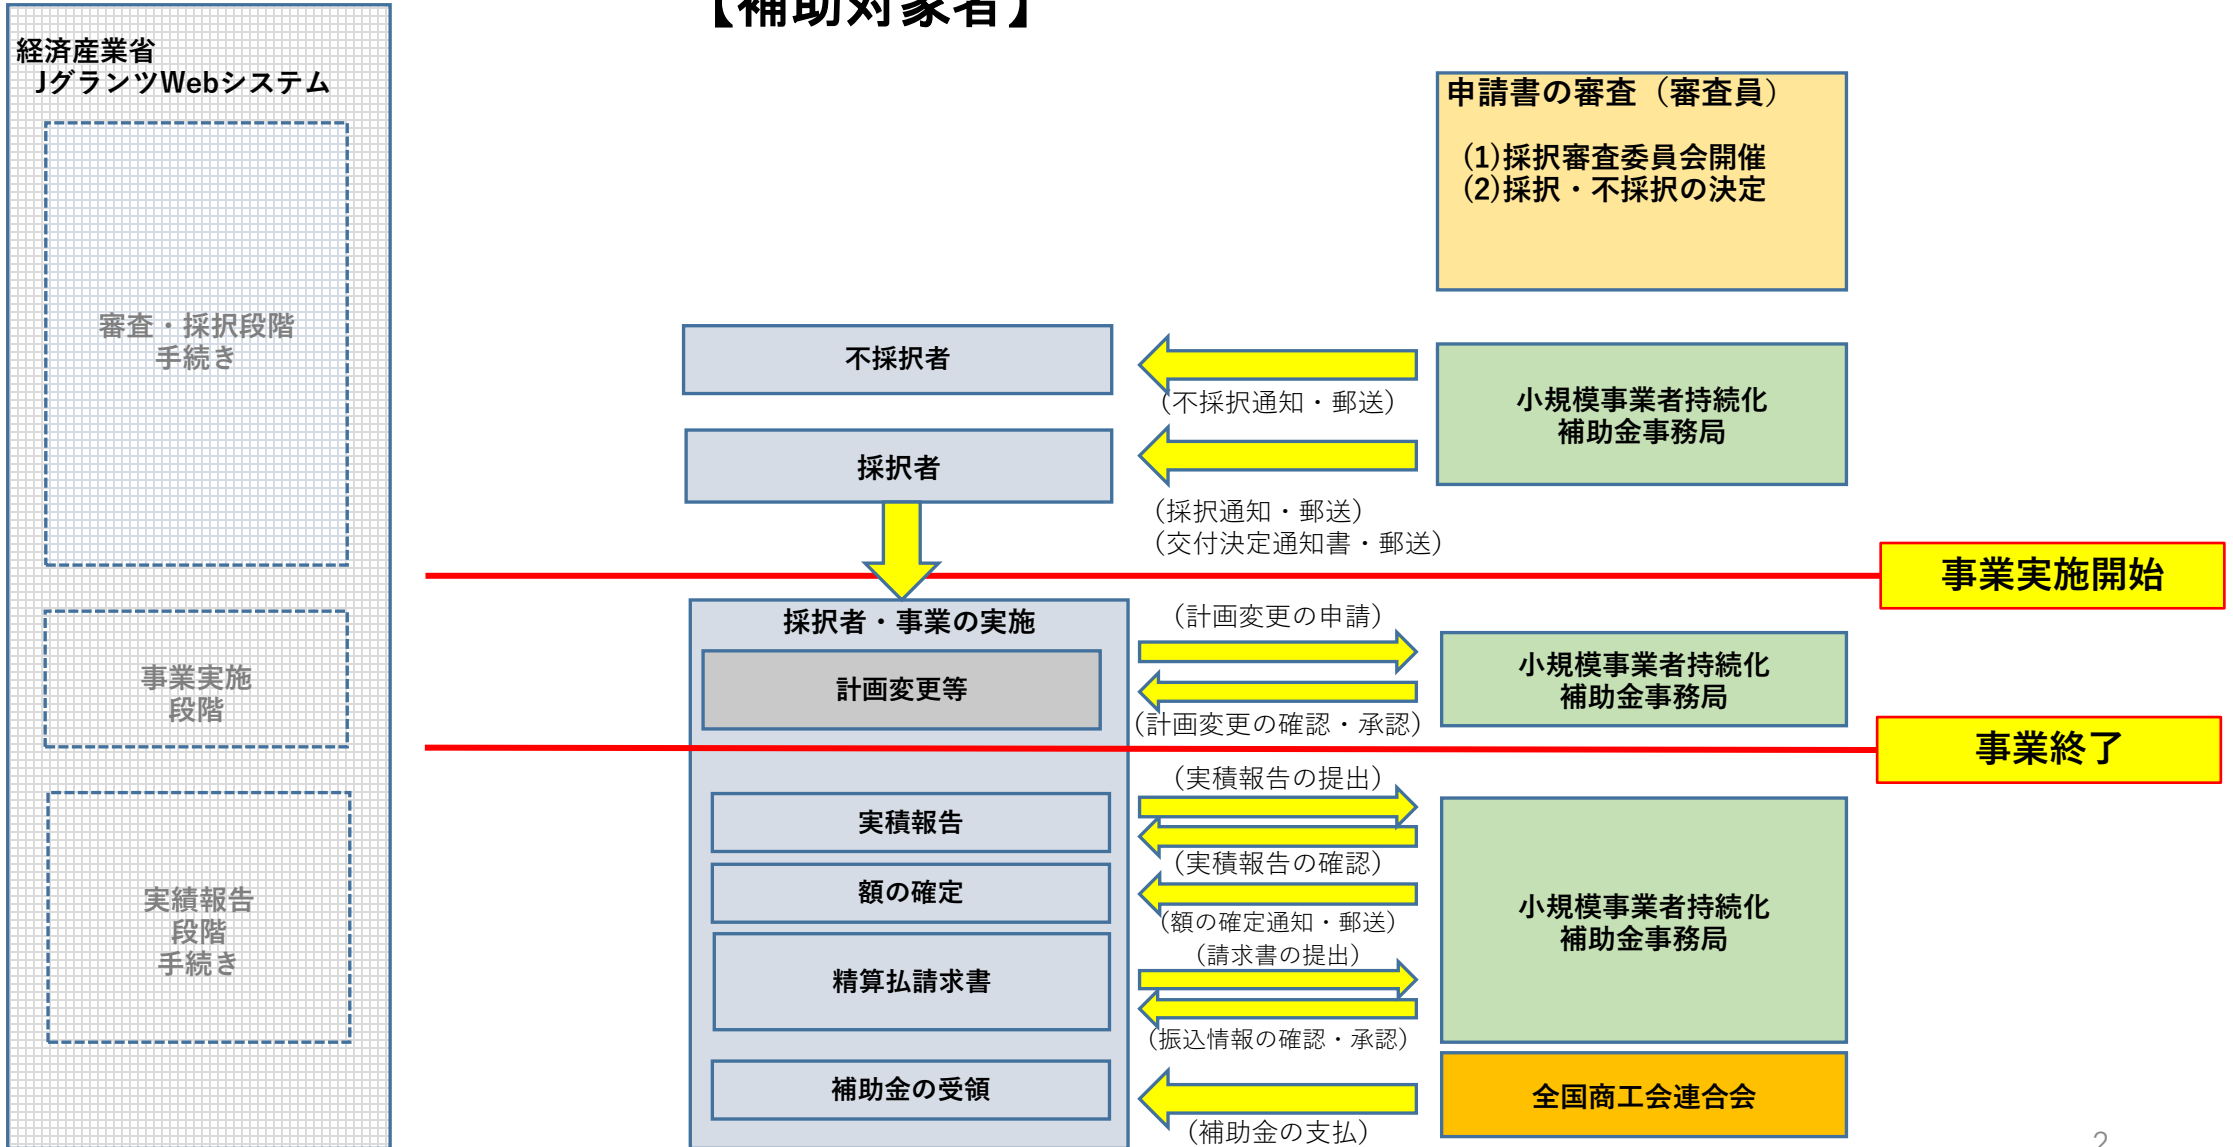 【補助対象者】
経済産業省
JグランツWebシステム
審査・採択段階
手続き
事業実施
段階
実績報告
段階
手続き
申請書の審査（審査員）
(1)採択審査委員会開催
(2)採択・不採択の決定
不採択者
（不採択通知・郵送）
小規模事業者持続化
補助金事務局
採択者
（採択通知・郵送）
（交付決定通知書・郵送）
事業実施開始
採択者・事業の実施
（計画変更の申請）
計画変更等
小規模事業者持続化
補助金事務局
（計画変更の確認・承認）
事業終了
（実積報告の提出）
実積報告
（実積報告の確認）
額の確定
（額の確定通知・郵送）
小規模事業者持続化
補助金事務局
（請求書の提出）
精算払請求書
（振込情報の確認・承認）
補助金の受領
全国商工会連合会
（補助金の支払）
2